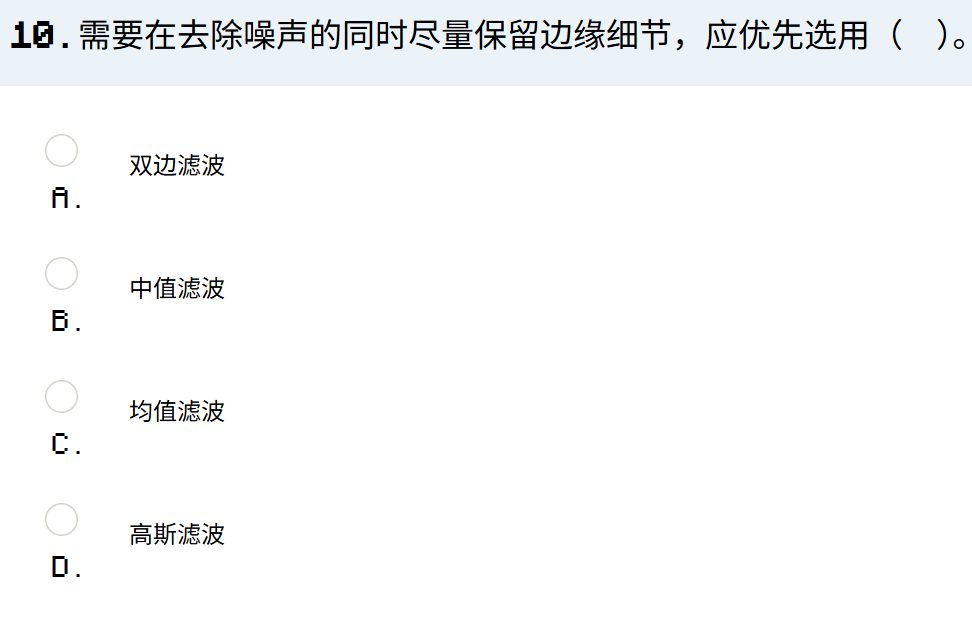 10.需要在去除噪声的同时尽量保留边缘细节，应优先选用（　）。
双边滤波
A.
中值滤波
B.
均值滤波
C.
高斯滤波
D.